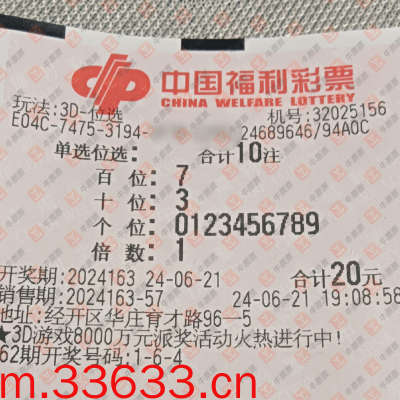 中国福利彩票
CHINA WELFARE LOTTERY
玩法:3D-位选 机号:32025156
E04C-7475-3194- 24689646/94A0C
单选位选: 合计10注
百 位: 7
十 位: 3
个 位: 0123456789
倍 数: 1
开奖期:2024163 24-06-21 合计20元
销售期:2024163-57 24-06-21 19:08:58
地址:经开区华庄育才路96—5
★3D游戏8000万元派奖活动火热进行中!
62期开奖号码:1-6-4
m.33633.cn